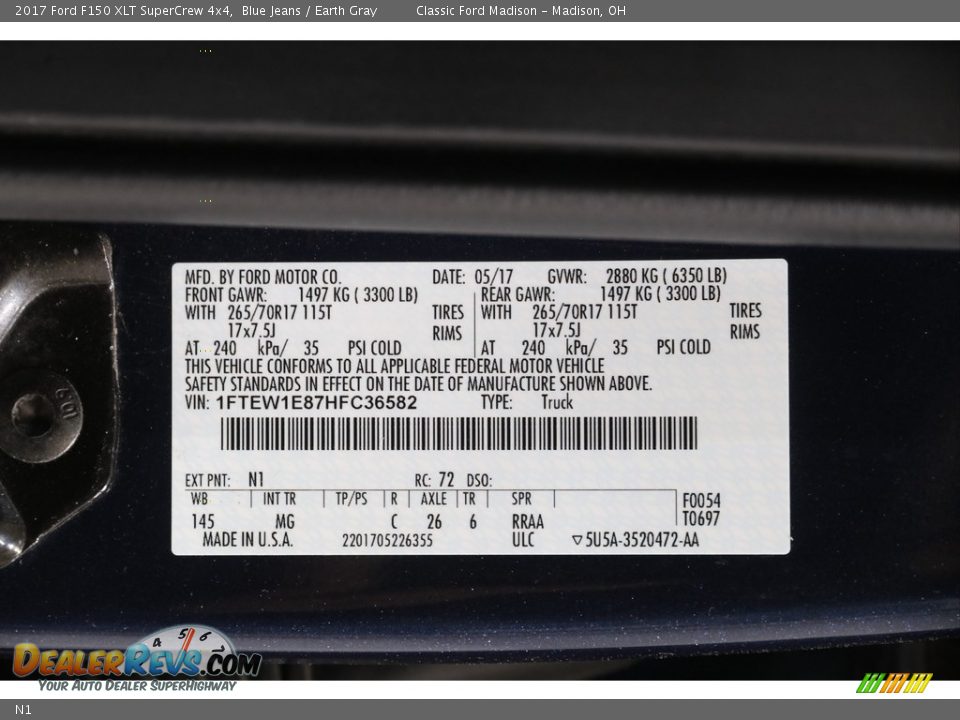 2017 Ford F150 XLT SuperCrew 4x4, Blue Jeans / Earth Gray Classic Ford Madison - Madison, OH
MFD. BY FORD MOTOR CO. DATE: 05/17 GVWR: 2880 KG ( 6350 LB)
FRONT GAWR: 1497 KG ( 3300 LB) REAR GAWR: 1497 KG ( 3300 LB)
WITH 265/70R17 115T TIRES WITH 265/70R17 115T TIRES
17x7.5J RIMS 17x7.5J RIMS
AT 240 kPa/ 35 PSI COLD AT 240 kPa/ 35 PSI COLD
THIS VEHICLE CONFORMS TO ALL APPLICABLE FEDERAL MOTOR VEHICLE
SAFETY STANDARDS IN EFFECT ON THE DATE OF MANUFACTURE SHOWN ABOVE.
VIN: 1FTEW1E87HFC36582 TYPE: Truck
EXT PNT: N1 RC: 72 DSO:
WB INT TR TP/PS R AXLE TR SPR F0054
145 MG C 26 6 RRAA T0697
MADE IN U.S.A. 2201705226355 ULC ▽5U5A-3520472-AA
10.9
4 5 6
DEALERREVS.COM
YOUR AUTO DEALER SUPERHIGHWAY
N1